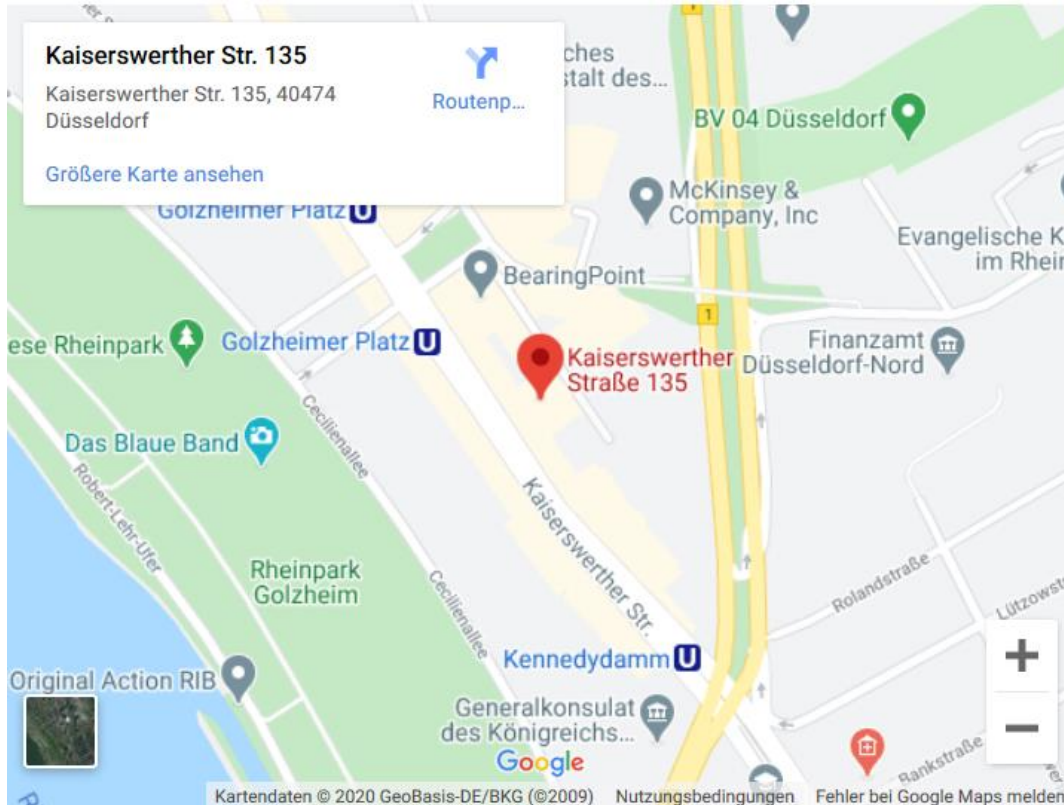 Kaiserswerther Str. 135
Kaiserswerther Str. 135, 40474
Düsseldorf
Routenp...
Größere Karte ansehen
ches
stalt des...
1
BV 04 Düsseldorf
McKinsey &
Company, Inc
Evangelische K
im Rhein
Golzheimer Platz U
BearingPoint
1
ese Rheinpark
Golzheimer Platz U
Kaiserswerther
Straße 135
Finanzamt
Düsseldorf-Nord
Das Blaue Band
Cecilienallee
Robert-Lehr-Ufer
Kaiserswerther Str.
Rheinpark
Golzheim
Cecilienallee
Rolandstraße
Lützowst
Kennedydamm U
Original Action RIB
Generalkonsulat
des Königreichs...
Bankstraße
+
−
Google
Kartendaten © 2020 GeoBasis-DE/BKG (©2009) Nutzungsbedingungen Fehler bei Google Maps melde